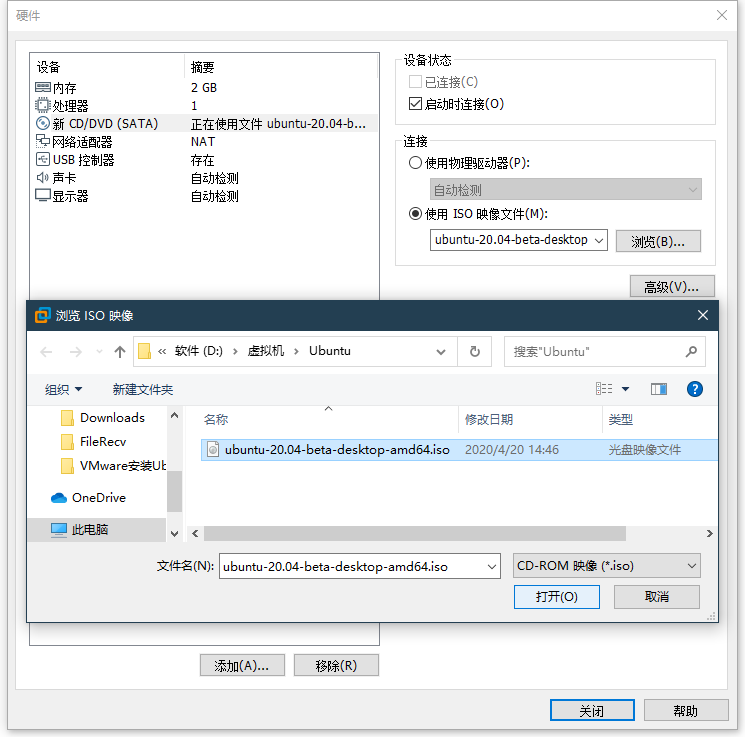 硬件
设备 摘要
内存 2 GB
处理器 1
新 CD/DVD (SATA) 正在使用文件 ubuntu-20.04-b...
网络适配器 NAT
USB 控制器 存在
声卡 自动检测
显示器 自动检测
设备状态
已连接(C)
启动时连接(O)
连接
使用物理驱动器(P):
自动检测
使用 ISO 映像文件(M):
ubuntu-20.04-beta-desktop
浏览(B)...
高级(V)...
浏览 ISO 映像
« 软件 (D:) › 虚拟机 › Ubuntu
搜索"Ubuntu"
组织 新建文件夹
Downloads
FileRecv
VMware安装Ub
OneDrive
此电脑
名称 修改日期 类型
ubuntu-20.04-beta-desktop-amd64.iso 2020/4/20 14:46 光盘映像文件
文件名(N): ubuntu-20.04-beta-desktop-amd64.iso CD-ROM 映像 (*.iso)
打开(O) 取消
添加(A)... 移除(R)
关闭 帮助